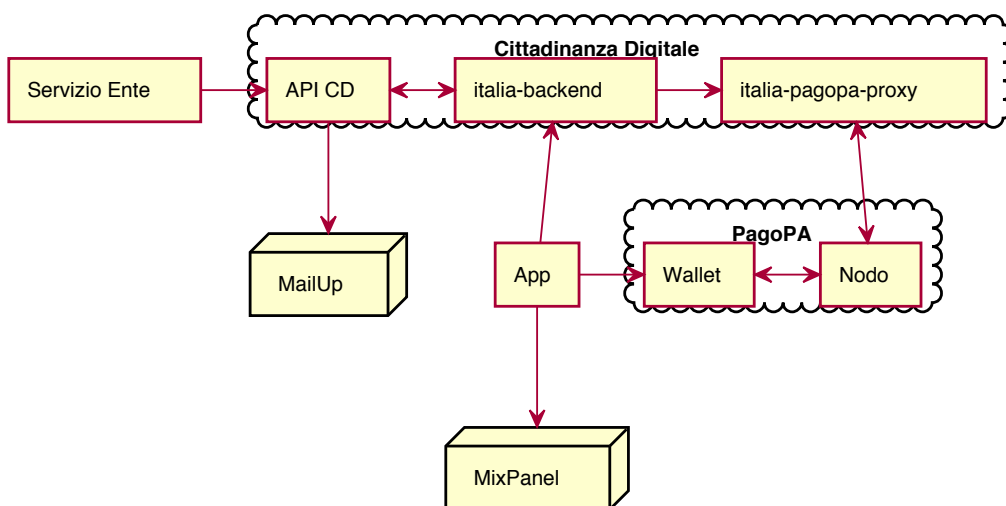 Cittadinanza Digitale
Servizio Ente
API CD
italia-backend
italia-pagopa-proxy
PagoPA
MailUp
App
Wallet
Nodo
MixPanel